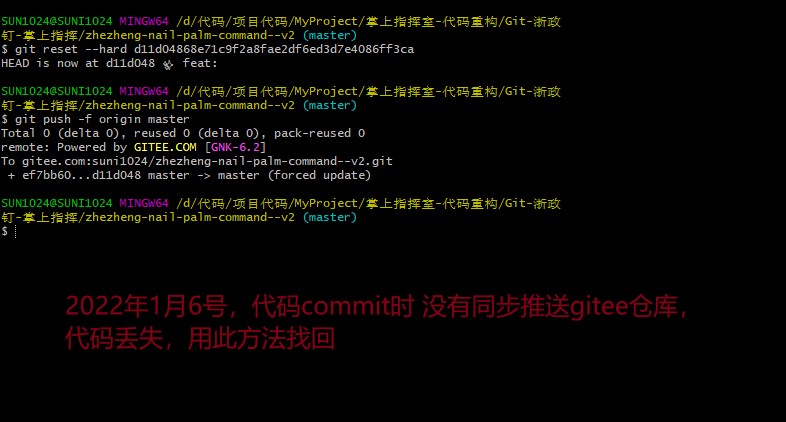 SUN1024@SUNI1024 MINGW64 /d/代码/项目代码/MyProject/掌上指挥室-代码重构/Git-浙政
钉-掌上指挥/zhezheng-nail-palm-command--v2 (master)
$ git reset --hard d11d04868e71c9f2a8fae2df6ed3d7e4086ff3ca
HEAD is now at d11d048 ✨ feat:
SUN1024@SUNI1024 MINGW64 /d/代码/项目代码/MyProject/掌上指挥室-代码重构/Git-浙政
钉-掌上指挥/zhezheng-nail-palm-command--v2 (master)
$ git push -f origin master
Total 0 (delta 0), reused 0 (delta 0), pack-reused 0
remote: Powered by GITEE.COM [GNK-6.2]
To gitee.com:suni1024/zhezheng-nail-palm-command--v2.git
 + ef7bb60...d11d048 master -> master (forced update)
SUN1024@SUNI1024 MINGW64 /d/代码/项目代码/MyProject/掌上指挥室-代码重构/Git-浙政
钉-掌上指挥/zhezheng-nail-palm-command--v2 (master)
$
2022年1月6号，代码commit时 没有同步推送gitee仓库，
代码丢失，用此方法找回